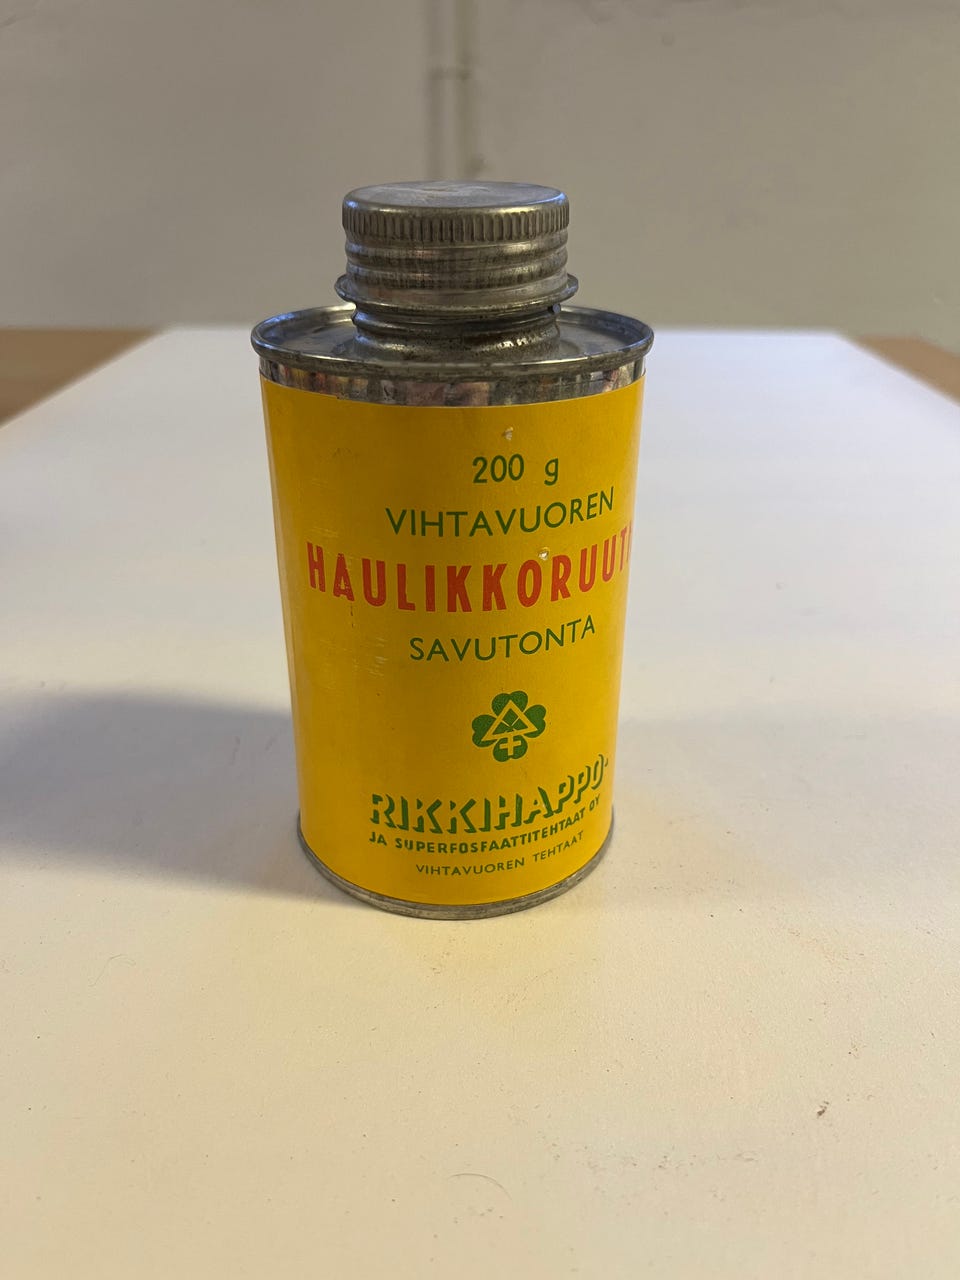 200 g
VIHTAVUOREN
HAULIKKORUUTI
SAVUTONTA
RIKKIHAPPO-
JA SUPERFOSFAATTITEHTAAT OY
VIHTAVUOREN TEHTAAT